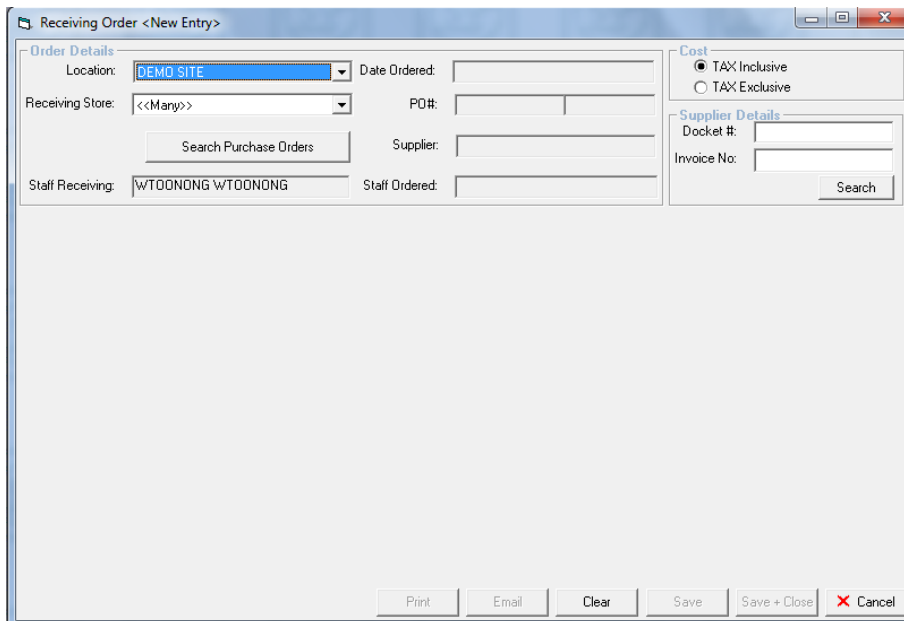 Receiving Order <New Entry>
Order Details
Location: DEMO SITE Date Ordered:
Receiving Store: <<Many>> PO#:
Search Purchase Orders Supplier:
Staff Receiving: WTOONONG WTOONONG Staff Ordered:
Cost
TAX Inclusive
TAX Exclusive
Supplier Details
Docket #:
Invoice No:
Search
Print Email Clear Save Save + Close Cancel